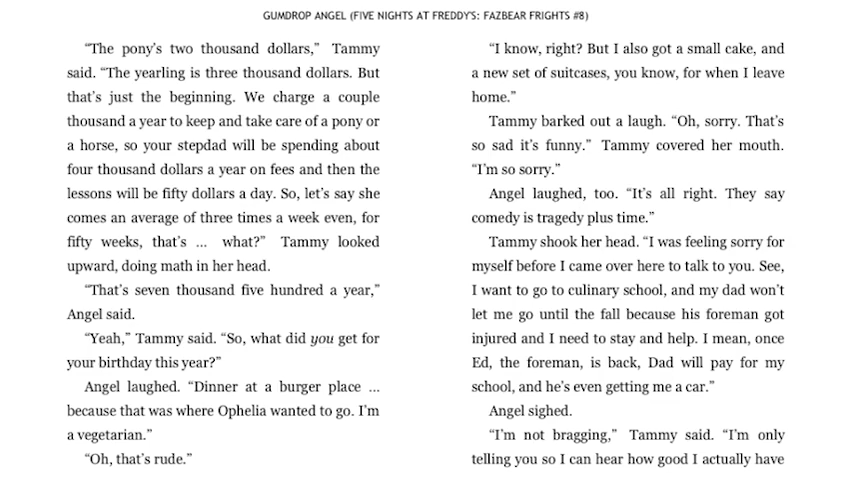 GUMDROP ANGEL (FIVE NIGHTS AT FREDDY'S: FAZBEAR FRIGHTS #8)
“The pony’s two thousand dollars,” Tammy
said. “The yearling is three thousand dollars. But
that’s just the beginning. We charge a couple
thousand a year to keep and take care of a pony or
a horse, so your stepdad will be spending about
four thousand dollars a year on fees and then the
lessons will be fifty dollars a day. So, let’s say she
comes an average of three times a week even, for
fifty weeks, that’s ... what?” Tammy looked
upward, doing math in her head.
“That’s seven thousand five hundred a year,”
Angel said.
“Yeah,” Tammy said. “So, what did you get for
your birthday this year?”
Angel laughed. “Dinner at a burger place ...
because that was where Ophelia wanted to go. I’m
a vegetarian.”
“Oh, that’s rude.”
“I know, right? But I also got a small cake, and
a new set of suitcases, you know, for when I leave
home.”
Tammy barked out a laugh. “Oh, sorry. That’s
so sad it’s funny.” Tammy covered her mouth.
“I’m so sorry.”
Angel laughed, too. “It’s all right. They say
comedy is tragedy plus time.”
Tammy shook her head. “I was feeling sorry for
myself before I came over here to talk to you. See,
I want to go to culinary school, and my dad won’t
let me go until the fall because his foreman got
injured and I need to stay and help. I mean, once
Ed, the foreman, is back, Dad will pay for my
school, and he’s even getting me a car.”
Angel sighed.
“I’m not bragging,” Tammy said. “I’m only
telling you so I can hear how good I actually have